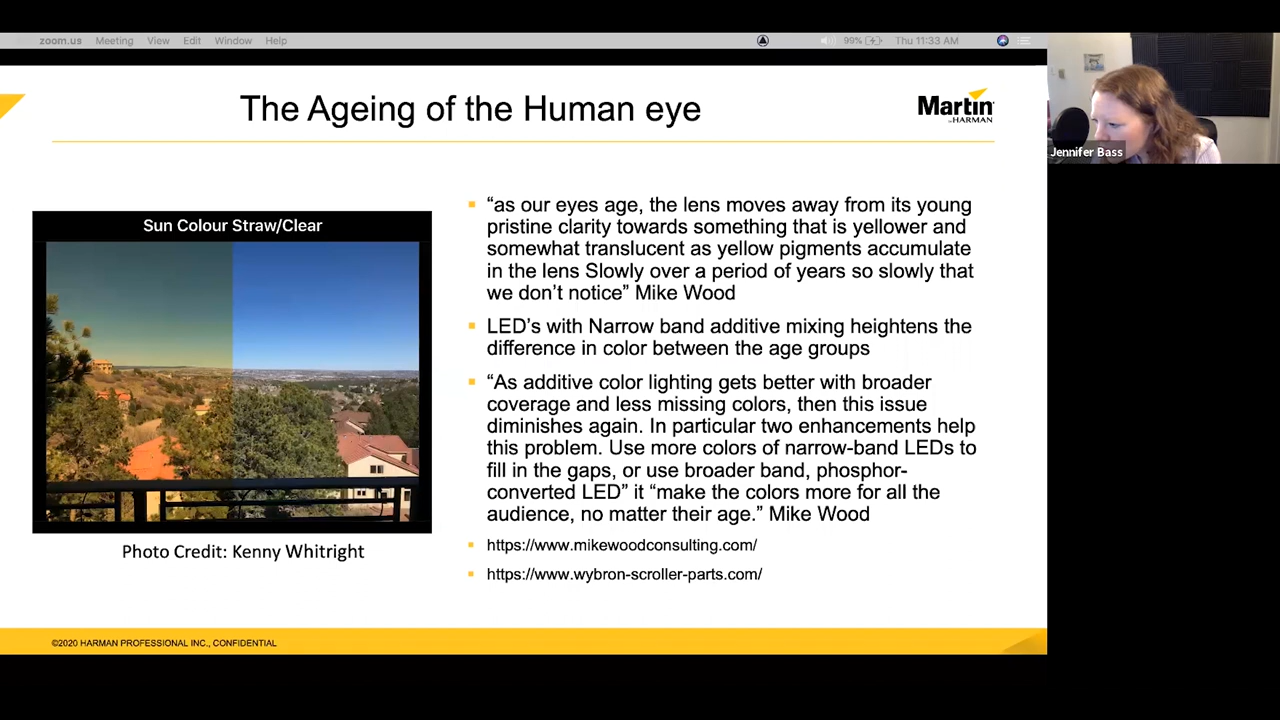 zoom.us Meeting View Edit Window Help 99% Thu 11:33 AM
The Ageing of the Human eye
Martin
by HARMAN
Jennifer Bass
Sun Colour Straw/Clear
Photo Credit: Kenny Whitright
“as our eyes age, the lens moves away from its young
pristine clarity towards something that is yellower and
somewhat translucent as yellow pigments accumulate
in the lens Slowly over a period of years so slowly that
we don’t notice” Mike Wood
LED’s with Narrow band additive mixing heightens the
difference in color between the age groups
“As additive color lighting gets better with broader
coverage and less missing colors, then this issue
diminishes again. In particular two enhancements help
this problem. Use more colors of narrow-band LEDs to
fill in the gaps, or use broader band, phosphor-
converted LED” it “make the colors more for all the
audience, no matter their age.” Mike Wood
https://www.mikewoodconsulting.com/
https://www.wybron-scroller-parts.com/
©2020 HARMAN PROFESSIONAL INC., CONFIDENTIAL